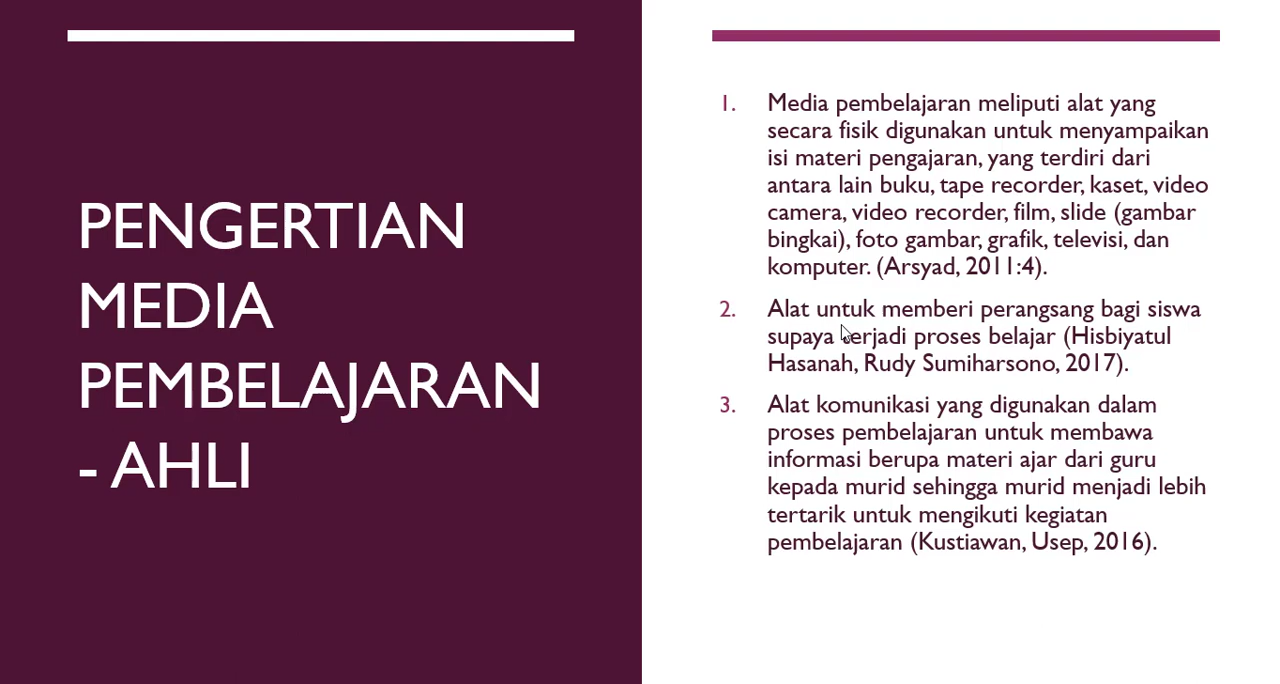 PENGERTIAN
MEDIA
PEMBELAJARAN
- AHLI
1. Media pembelajaran meliputi alat yang
secara fisik digunakan untuk menyampaikan
isi materi pengajaran, yang terdiri dari
antara lain buku, tape recorder, kaset, video
camera, video recorder, film, slide (gambar
bingkai), foto gambar, grafik, televisi, dan
komputer. (Arsyad, 2011:4).
2. Alat untuk memberi perangsang bagi siswa
supaya terjadi proses belajar (Hisbiyatul
Hasanah, Rudy Sumiharsono, 2017).
3. Alat komunikasi yang digunakan dalam
proses pembelajaran untuk membawa
informasi berupa materi ajar dari guru
kepada murid sehingga murid menjadi lebih
tertarik untuk mengikuti kegiatan
pembelajaran (Kustiawan, Usep, 2016).